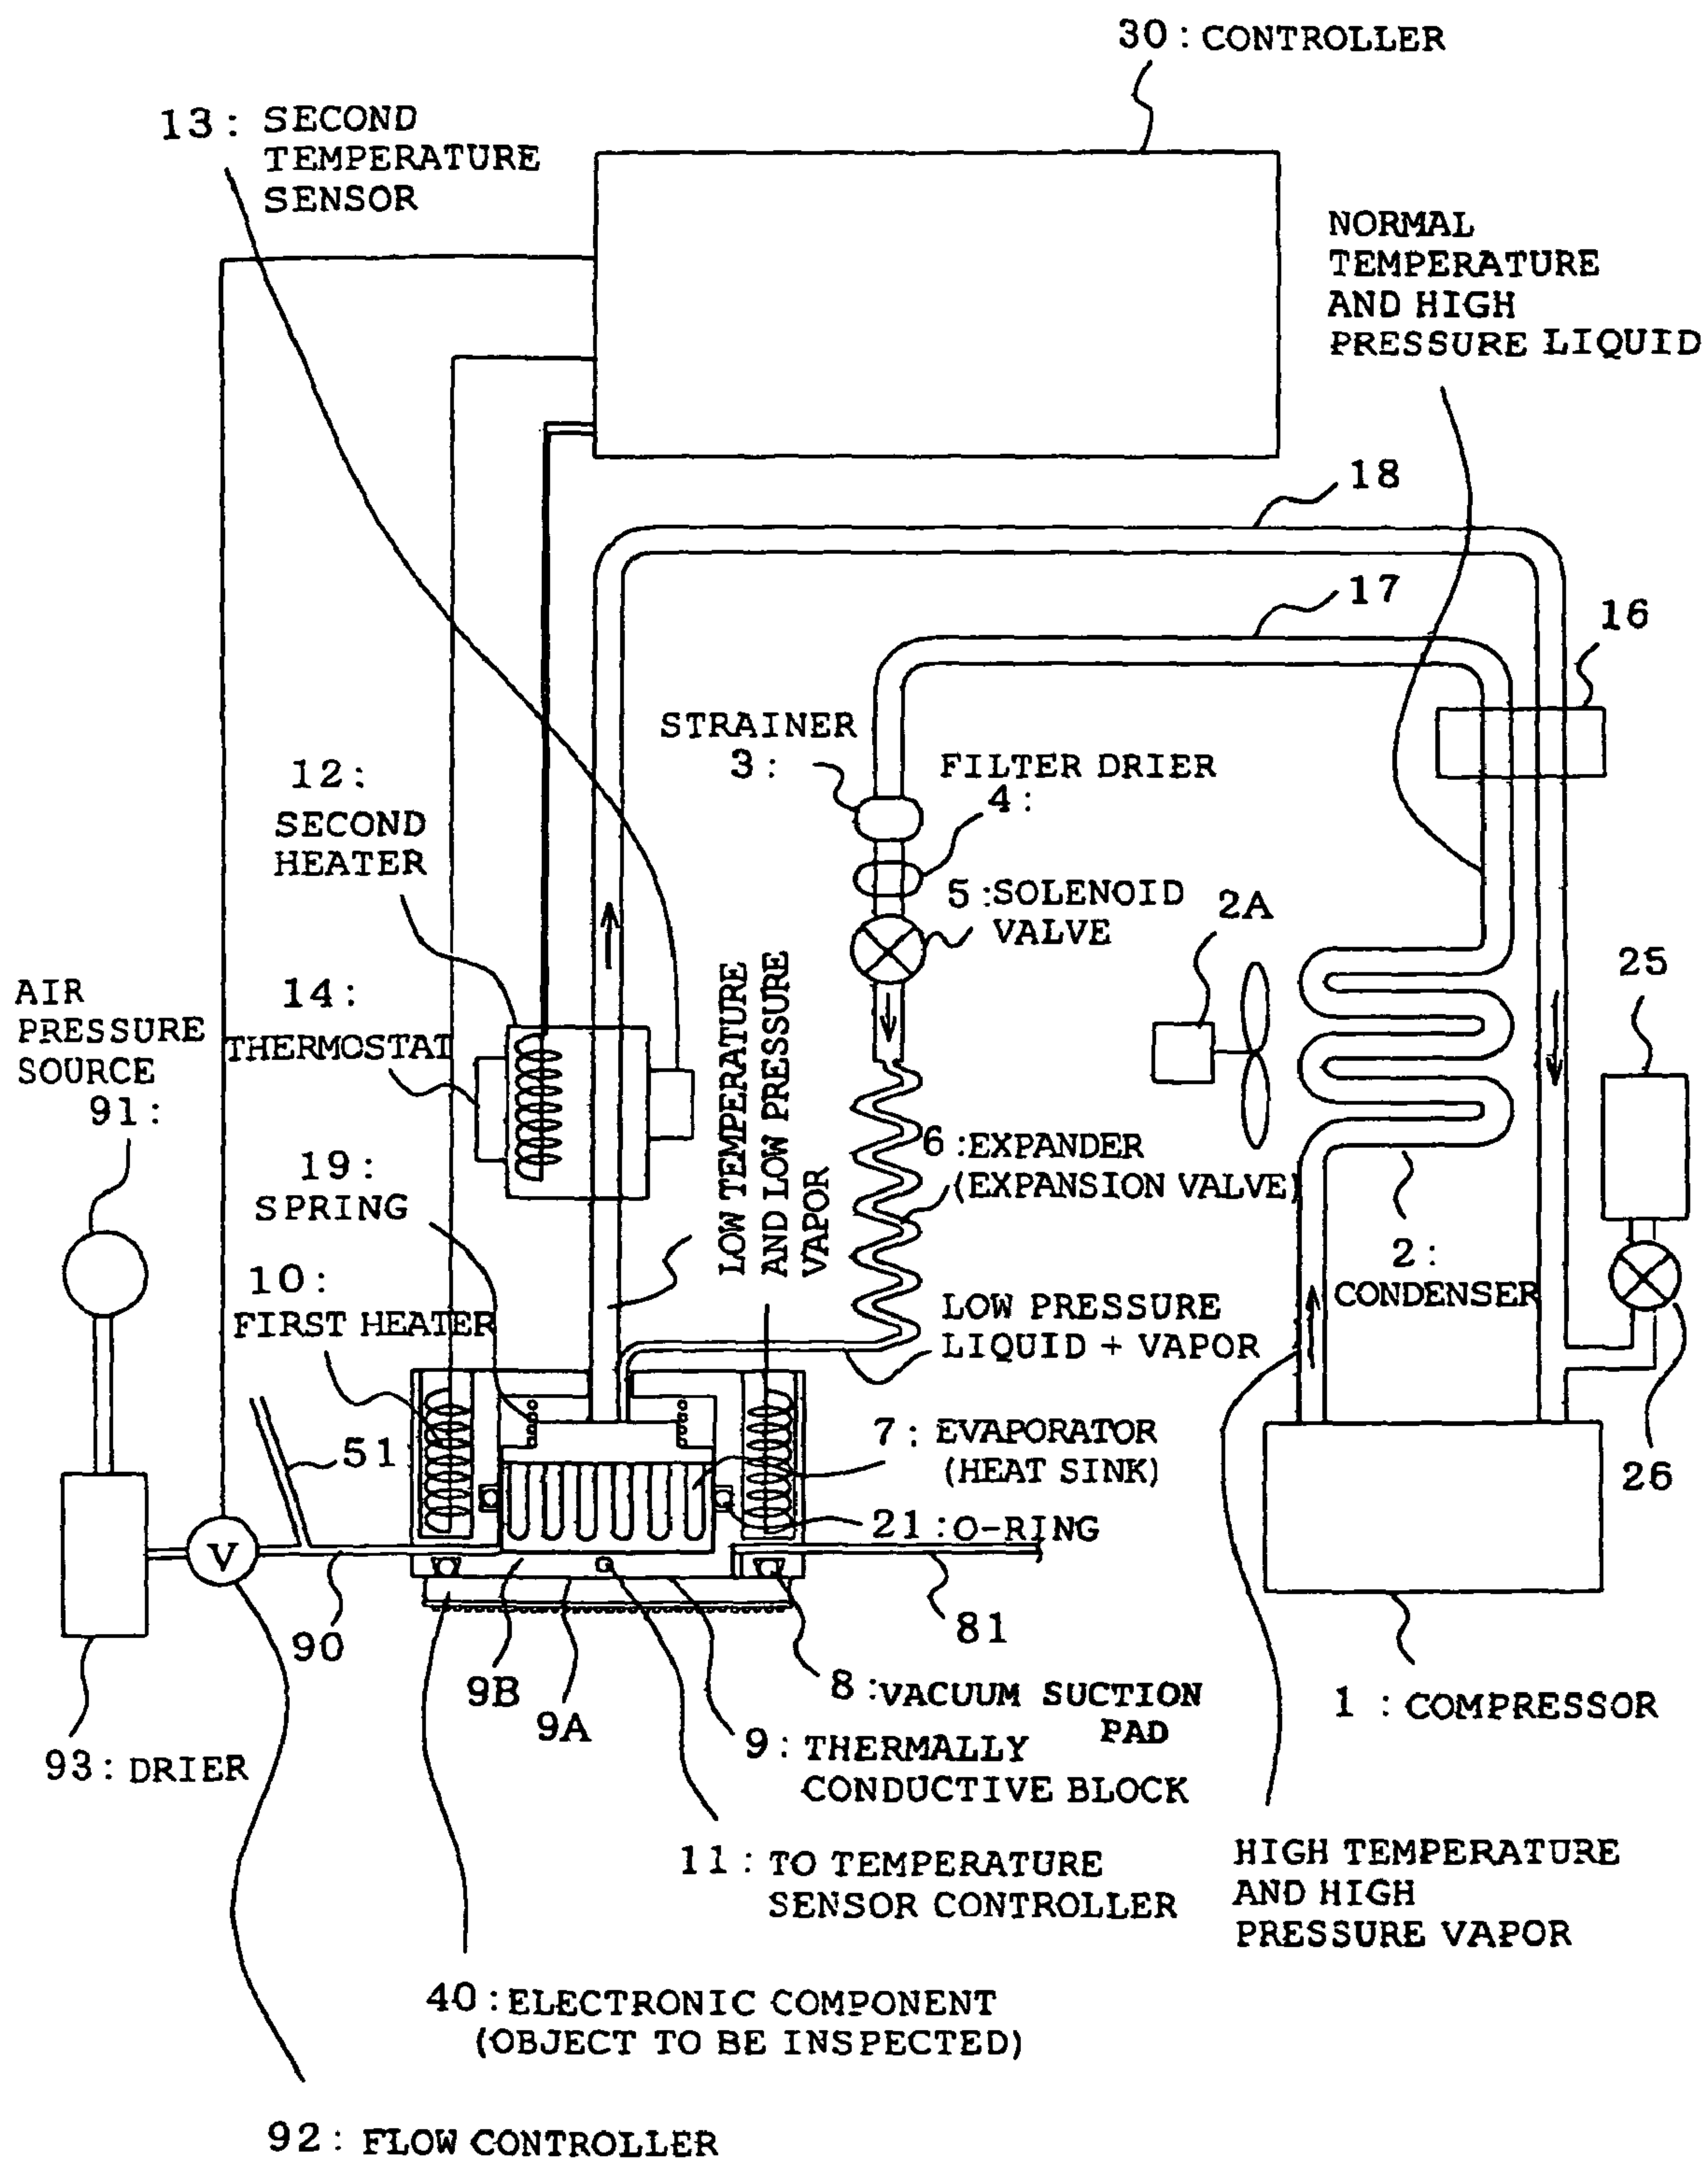 30 : CONTROLLER
13 : SECOND
TEMPERATURE
SENSOR
NORMAL
TEMPERATURE
AND HIGH
PRESSURE LIQUID
18
17
16
STRAINER
3 :
FILTER DRIER
4 :
12 :
SECOND
HEATER
5 : SOLENOID
VALVE
2A
25
AIR
PRESSURE
SOURCE
91 :
14 :
THERMOSTAT
LOW TEMPERATURE
AND LOW PRESSURE
VAPOR
6 : EXPANDER
(EXPANSION VALVE)
19 :
SPRING
2 :
CONDENSER
10 :
FIRST HEATER
LOW PRESSURE
LIQUID + VAPOR
51
7 : EVAPORATOR
(HEAT SINK)
26
21 : O-RING
V
90
81
9B
9A
8 : VACUUM SUCTION
PAD
1 : COMPRESSOR
93 : DRIER
9 : THERMALLY
CONDUCTIVE BLOCK
11 : TO TEMPERATURE
SENSOR CONTROLLER
HIGH TEMPERATURE
AND HIGH
PRESSURE VAPOR
40 : ELECTRONIC COMPONENT
(OBJECT TO BE INSPECTED)
92 : FLOW CONTROLLER